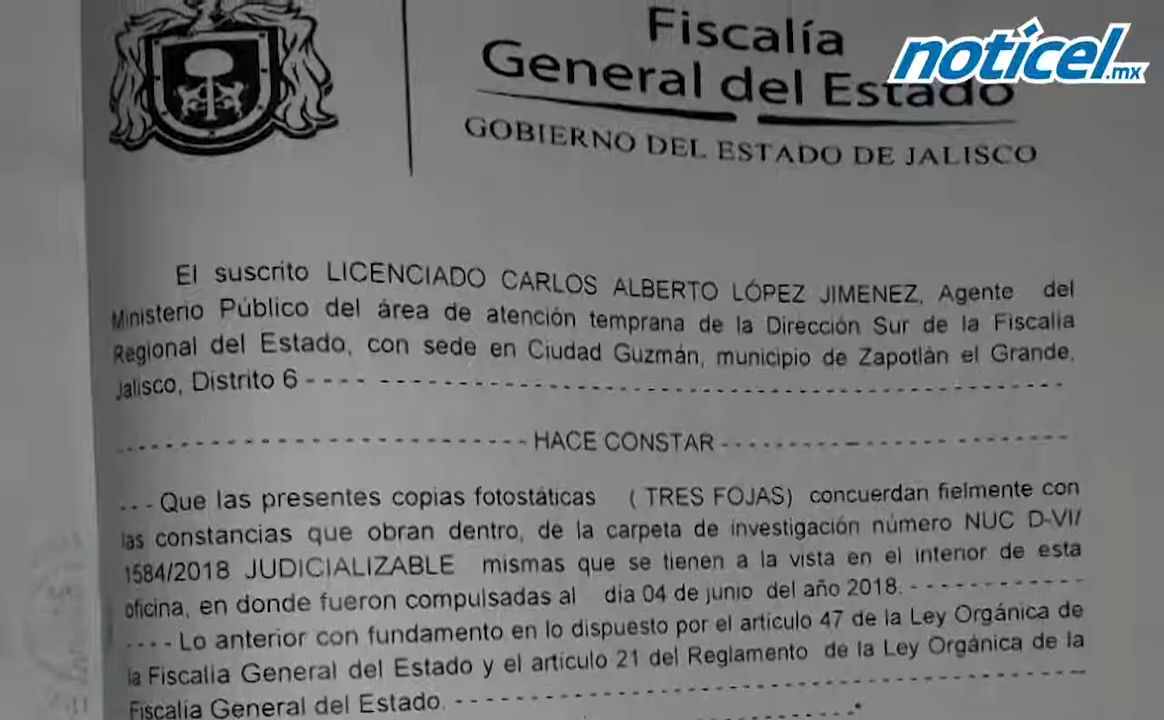 Fiscalía
General del Estado
GOBIERNO DEL ESTADO DE JALISCO
noticel.mx
El suscrito LICENCIADO CARLOS ALBERTO LÓPEZ JIMENEZ, Agente del
Ministerio Público del área de atención temprana de la Dirección Sur de la Fiscalía
Regional del Estado, con sede en Ciudad Guzmán, municipio de Zapotlán el Grande,
Jalisco, Distrito 6 - - - - - - - - - - - - - - - - - - - - - - - - - - - - - - - - - - - - - - - - - - - - - - - - - - - -
- - - - - - - - - - - - - - - - - - - - - - - - - - - - HACE CONSTAR - - - - - - - - - - - - - - - - - - - - - - - -
- - - Que las presentes copias fotostáticas ( TRES FOJAS) concuerdan fielmente con
las constancias que obran dentro, de la carpeta de investigación número NUC D-VI/
1584/2018 JUDICIALIZABLE mismas que se tienen a la vista en el interior de esta
oficina, en donde fueron compulsadas al día 04 de junio del año 2018. - - - - - - - - - - - -
- - - - Lo anterior con fundamento en lo dispuesto por el artículo 47 de la Ley Orgánica de
la Fiscalía General del Estado y el artículo 21 del Reglamento de la Ley Orgánica de la
Fiscalía General del Estado. - - - - - - - - - - - - - - - - - - - - - - - - - - - - - - - - - - - - - - - -